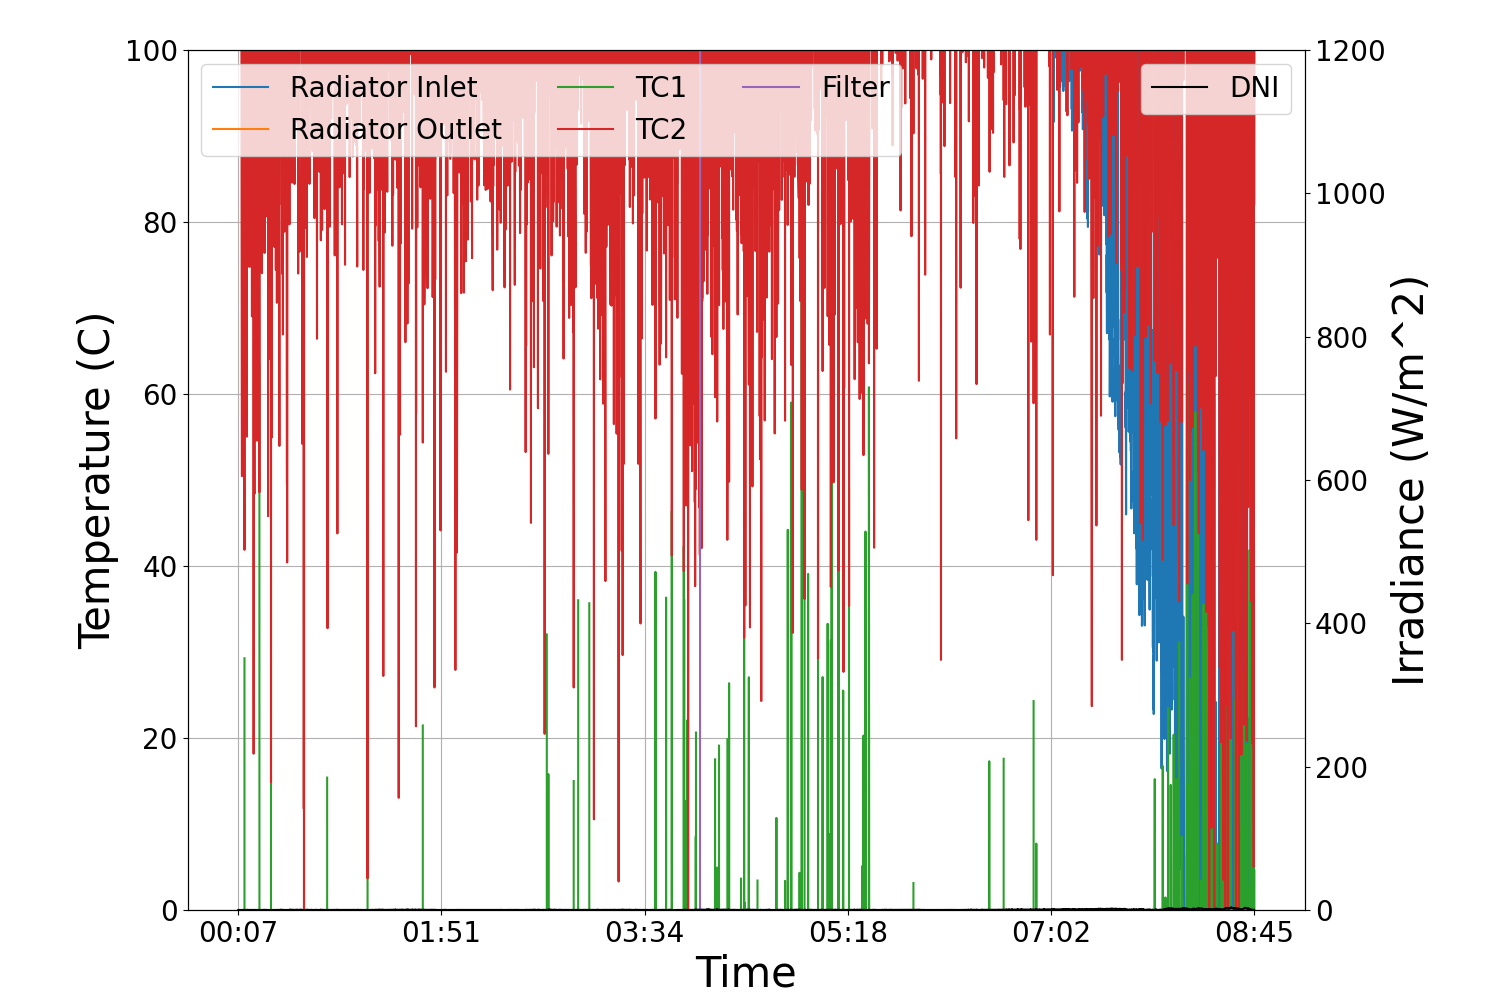 100
80
60
40
20
0
Temperature (C)
Radiator Inlet
Radiator Outlet
TC1
TC2
Filter
DNI
1200
1000
800
600
400
200
0
Irradiance (W/m^2)
00:07 01:51 03:34 05:18 07:02 08:45
Time